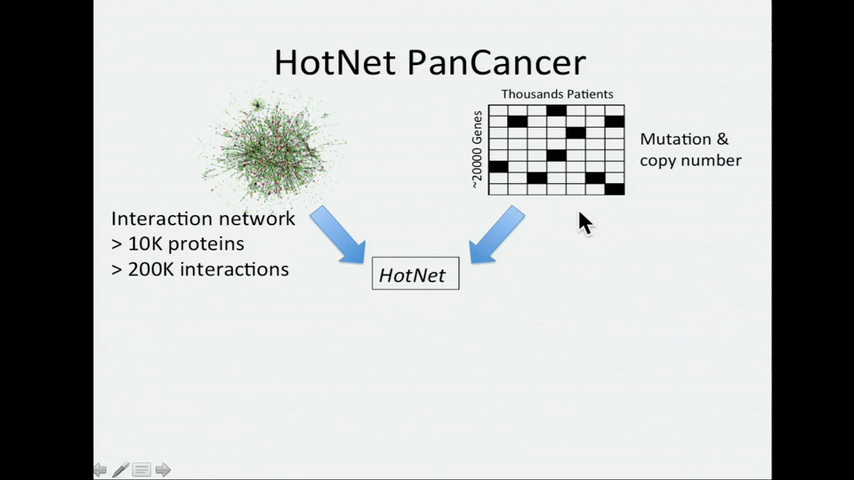 HotNet PanCancer
Thousands Patients
~20000 Genes
Mutation &
copy number
Interaction network
> 10K proteins
> 200K interactions
HotNet